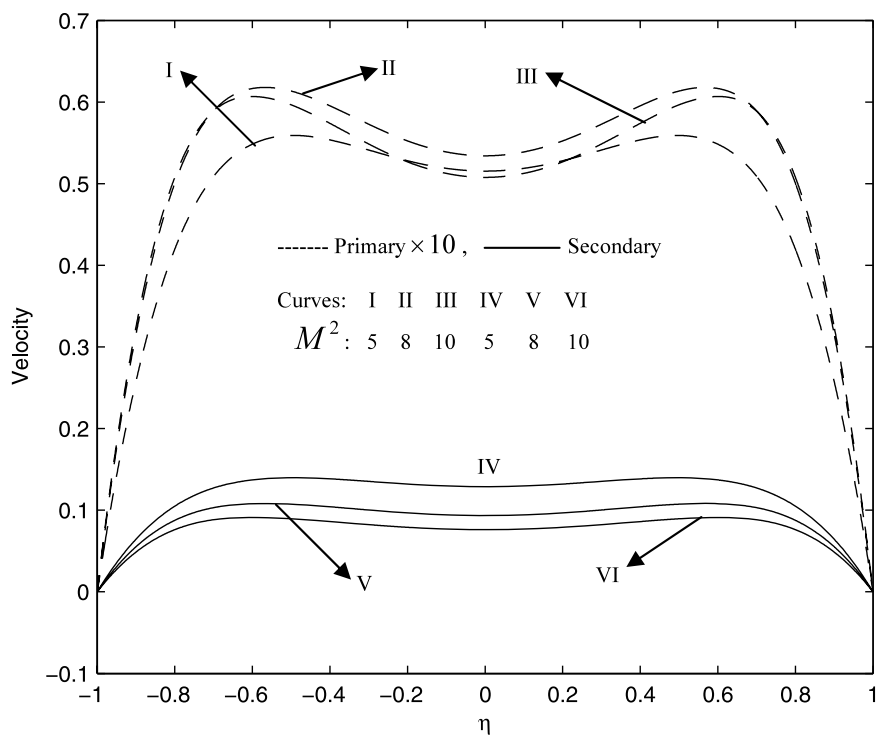 0.7
0.6
0.5
0.4
0.3
0.2
0.1
0
−0.1
Velocity
I
II
III
Primary × 10 , Secondary
Curves: I II III IV V VI
M² : 5 8 10 5 8 10
IV
V
VI
−1 −0.8 −0.6 −0.4 −0.2 0 0.2 0.4 0.6 0.8 1
η